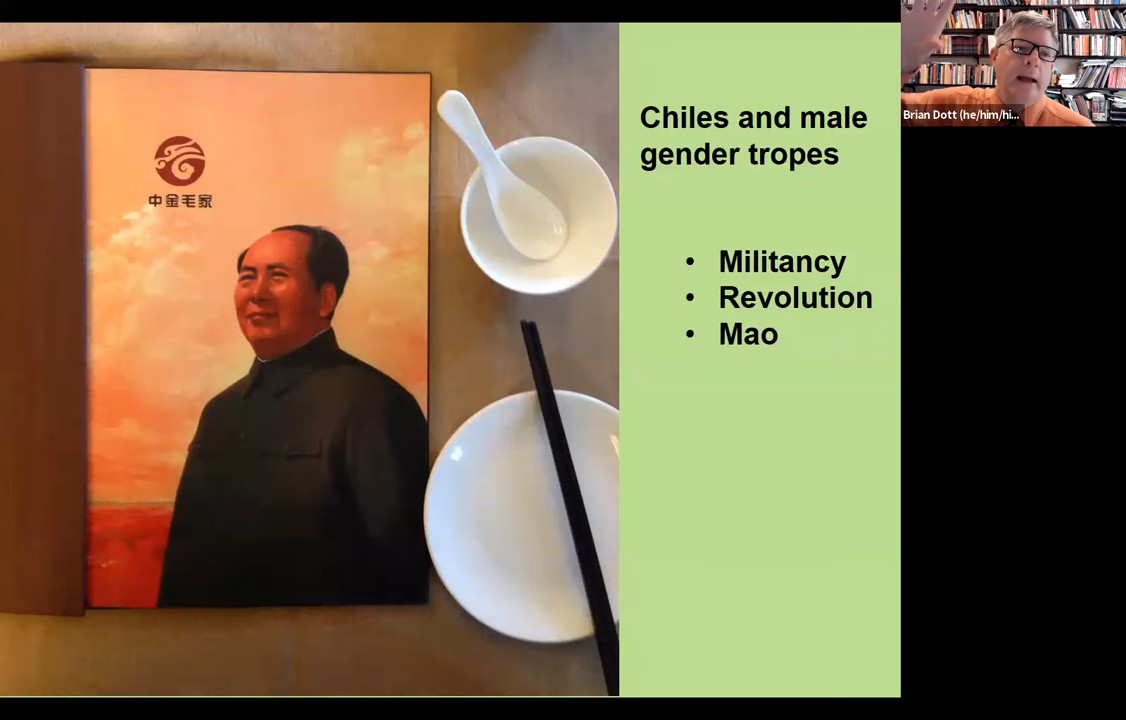 中金毛家
Chiles and male
gender tropes
• Militancy
• Revolution
• Mao
Brian Dott (he/him/hi...